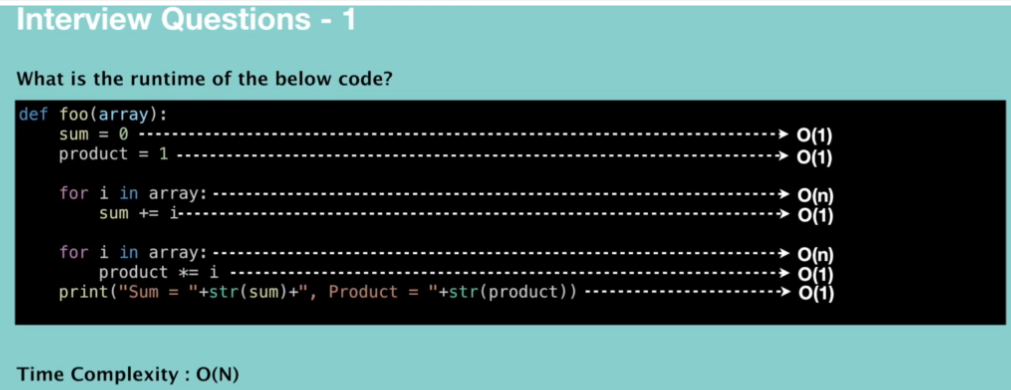 Interview Questions - 1
What is the runtime of the below code?
def foo(array):
    sum = 0 O(1)
    product = 1 O(1)
    for i in array: O(n)
        sum += i O(1)
    for i in array: O(n)
        product *= i O(1)
    print("Sum = "+str(sum)+", Product = "+str(product)) O(1)
Time Complexity : O(N)